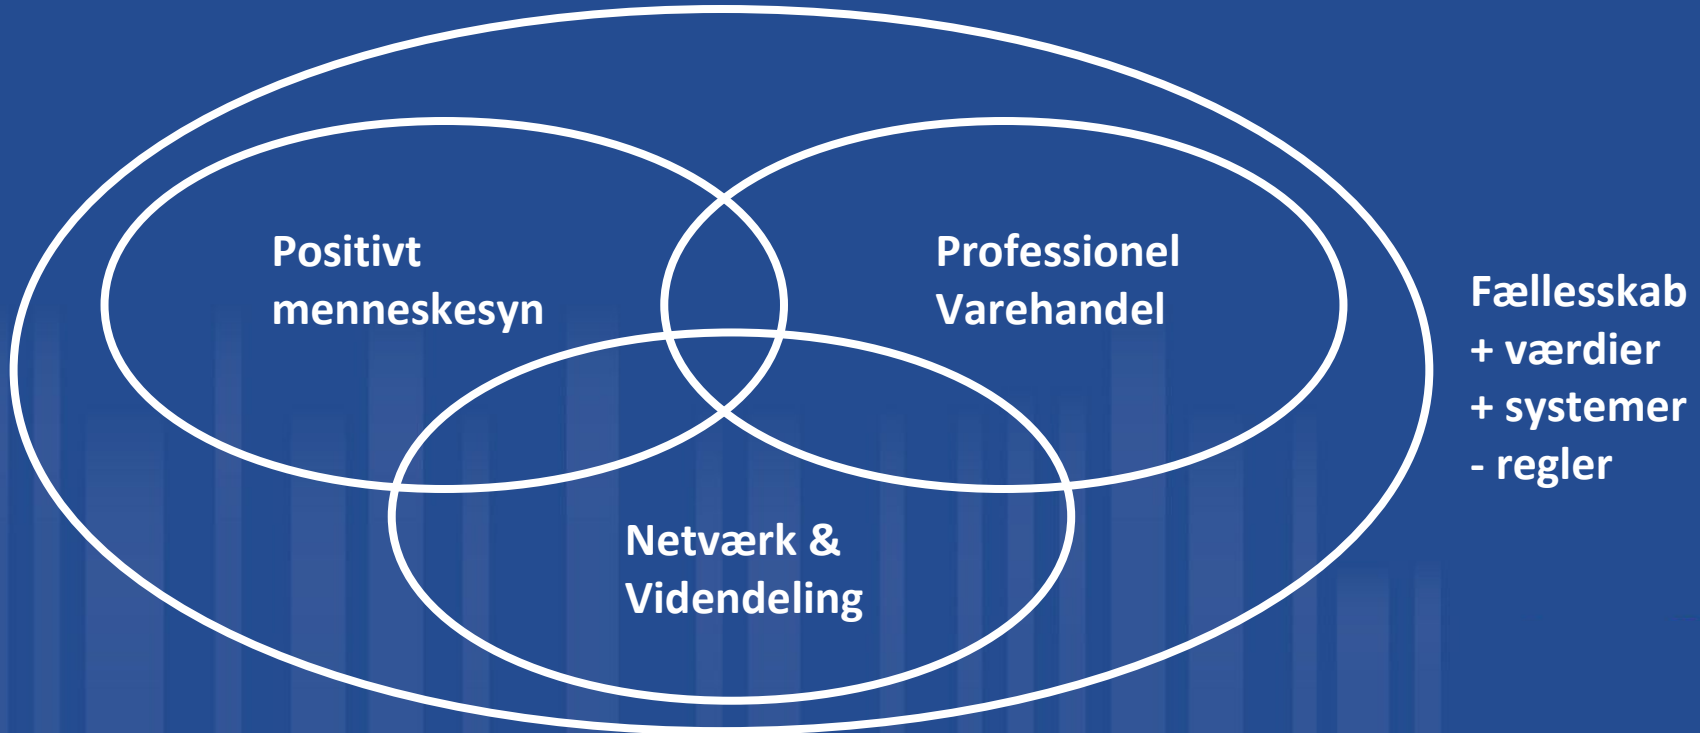 Positivt
menneskesyn
Professionel
Varehandel
Netværk &
Videndeling
Fællesskab
+ værdier
+ systemer
- regler